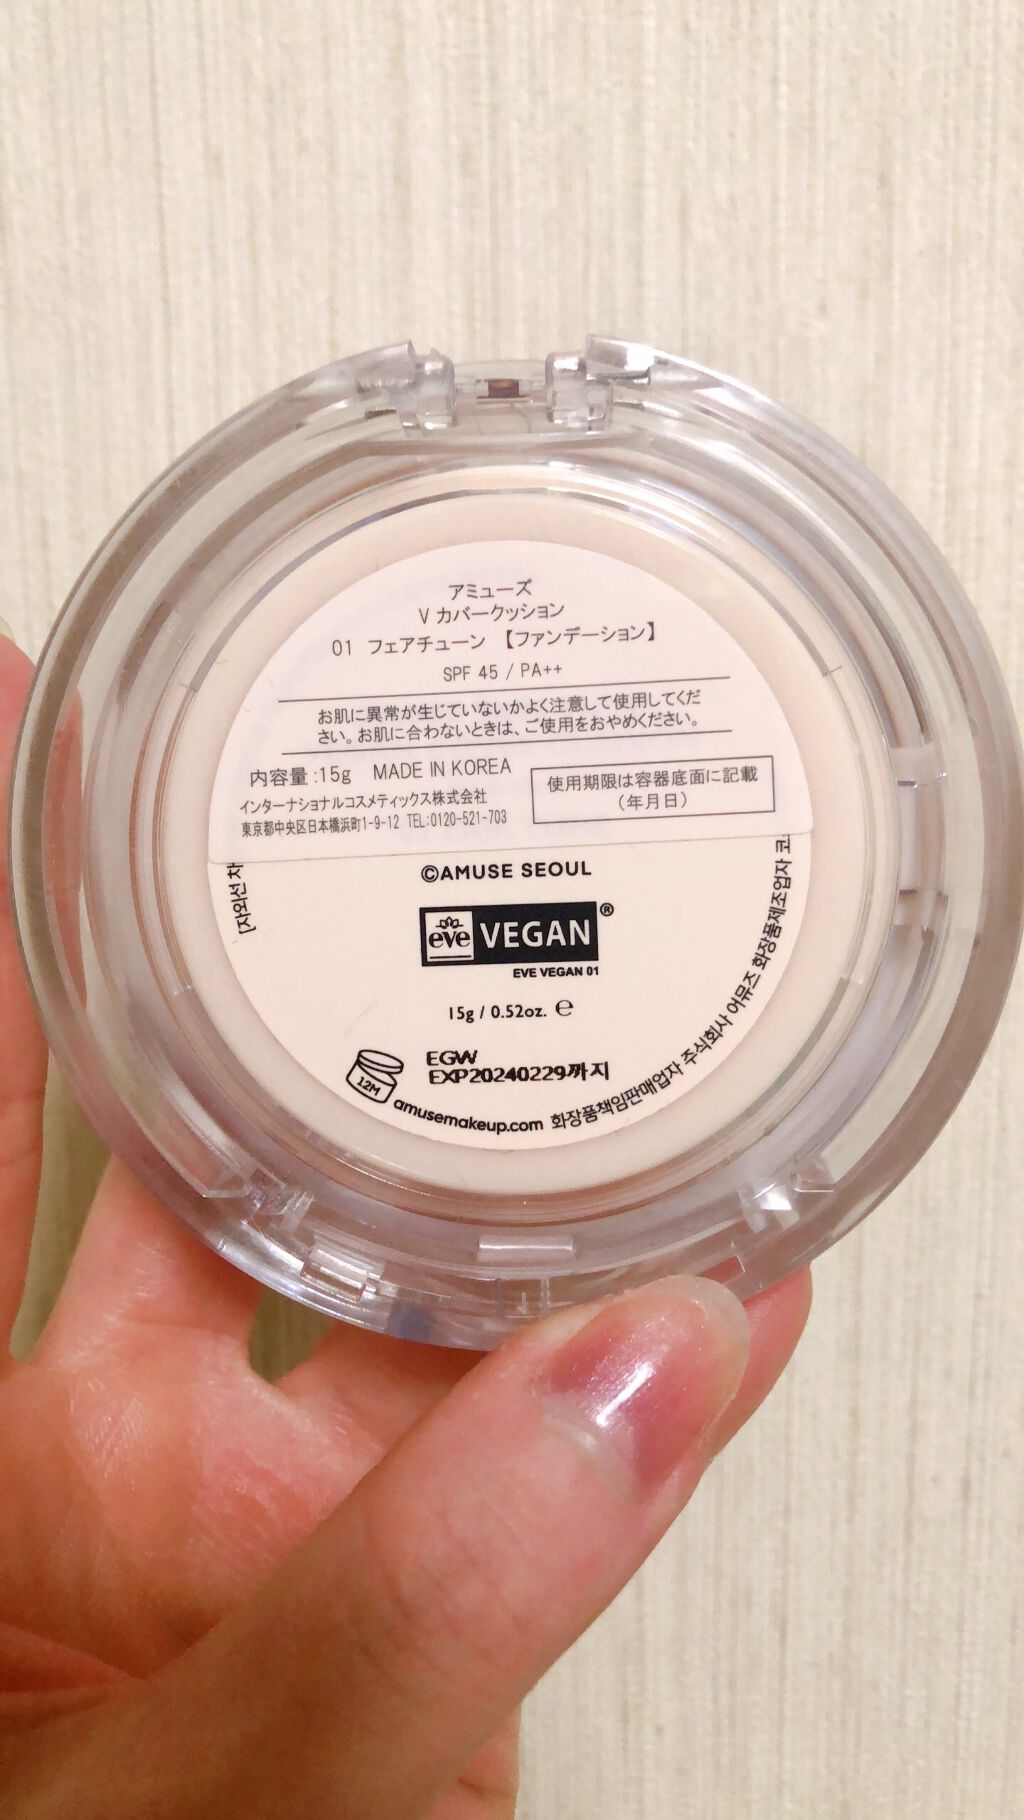 アミューズ
V カバークッション
01 フェアチューン 【ファンデーション】
SPF 45 / PA++
お肌に異常が生じていないかよく注意して使用してくだ
さい。お肌に合わないときは、ご使用をおやめください。
内容量:15g MADE IN KOREA
インターナショナルコスメティックス株式会社
東京都中央区日本橋浜町1-9-12 TEL:0120-521-703
使用期限は容器底面に記載
(年月日)
©AMUSE SEOUL
eve VEGAN®
EVE VEGAN 01
15g / 0.52oz. e
12M
EGW
EXP20240229까지
[자외선 차
amusemakeup.com 화장품책임판매업자 주식회사 어뮤즈 화장품제조업자 코